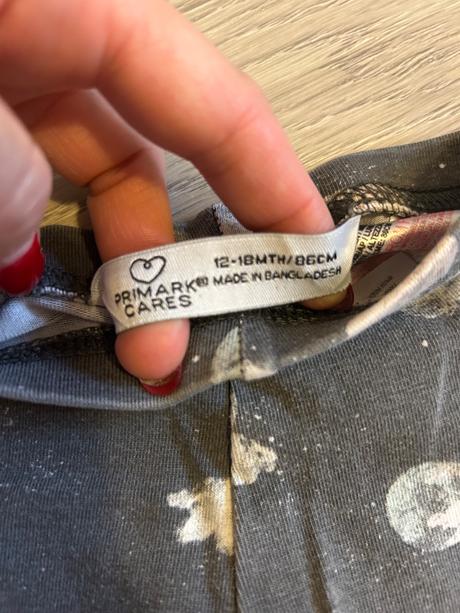 PRIMARK®
CARES
12-18MTH/86CM
MADE IN BANGLADESH